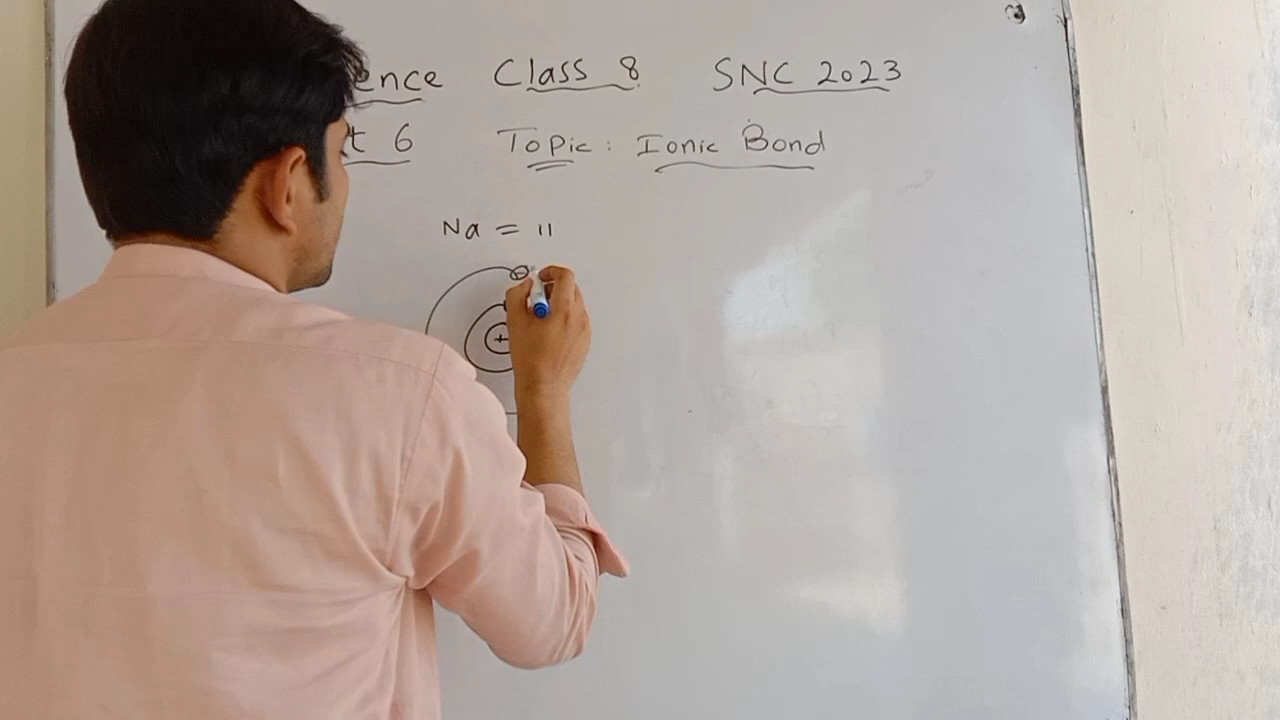 ence Class 8 SNC 2023
t 6 Topic: Ionic Bond
Na = 11
+